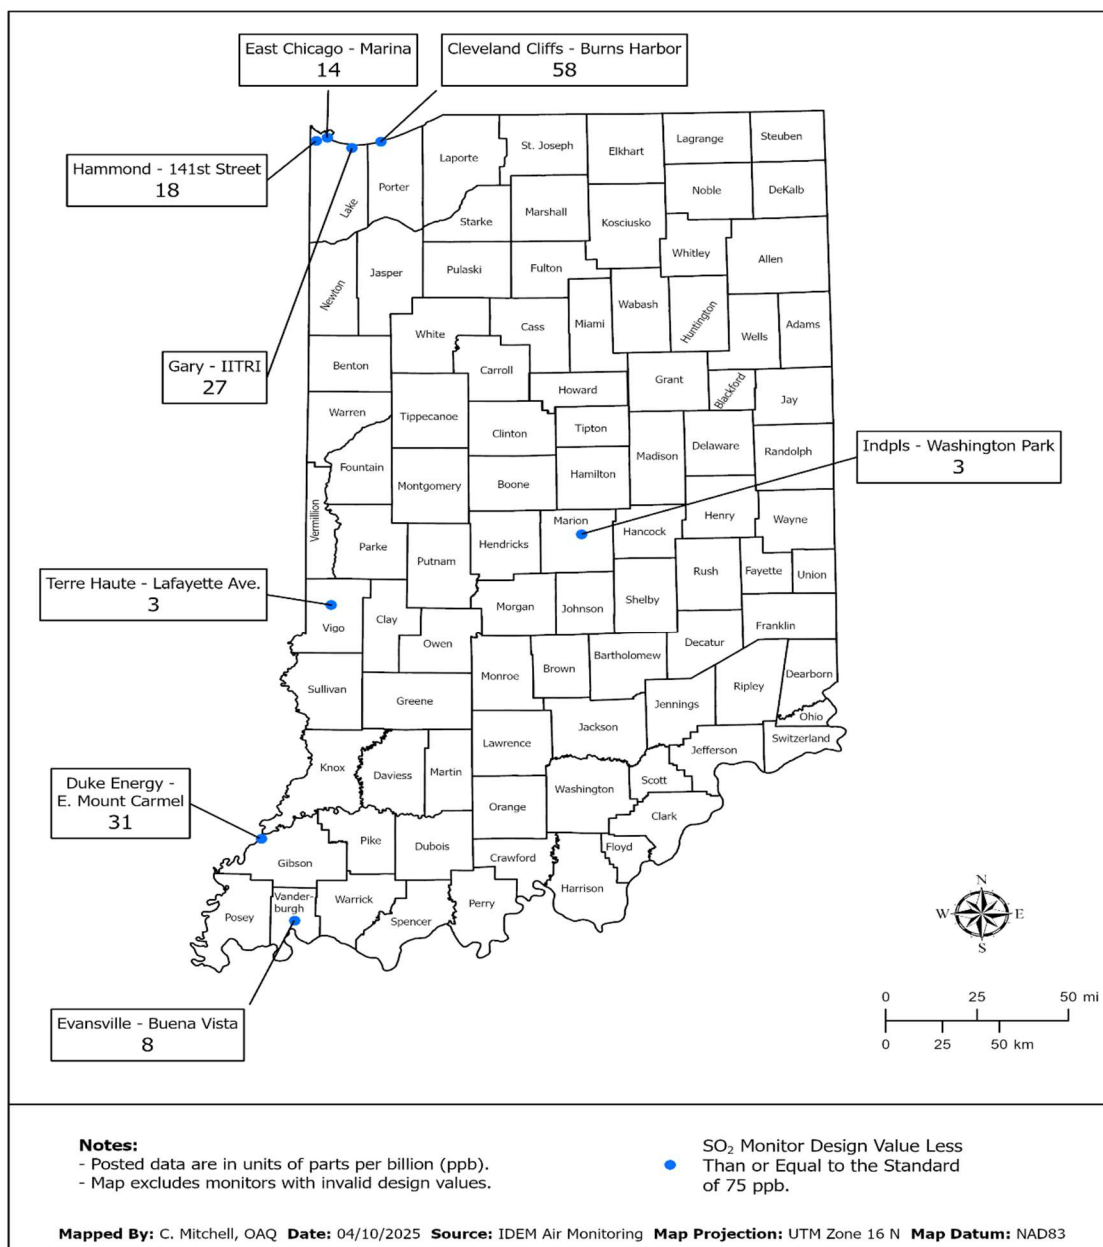 East Chicago - Marina
14
Cleveland Cliffs - Burns Harbor
58
Hammond - 141st Street
18
Gary - IITRI
27
Indpls - Washington Park
3
Terre Haute - Lafayette Ave.
3
Duke Energy -
E. Mount Carmel
31
Evansville - Buena Vista
8
Lake
Porter
Laporte
St. Joseph
Elkhart
Lagrange
Steuben
Noble
DeKalb
Starke
Marshall
Kosciusko
Whitley
Allen
Newton
Jasper
Pulaski
Fulton
Wabash
Huntington
Wells
Adams
White
Cass
Miami
Benton
Carroll
Howard
Grant
Blackford
Jay
Warren
Tippecanoe
Clinton
Tipton
Madison
Delaware
Randolph
Fountain
Montgomery
Boone
Hamilton
Vermillion
Parke
Putnam
Hendricks
Marion
Hancock
Henry
Wayne
Rush
Fayette
Union
Vigo
Clay
Owen
Morgan
Johnson
Shelby
Franklin
Decatur
Sullivan
Greene
Monroe
Brown
Bartholomew
Jennings
Ripley
Dearborn
Ohio
Switzerland
Knox
Daviess
Martin
Lawrence
Jackson
Jefferson
Scott
Washington
Orange
Clark
Gibson
Pike
Dubois
Crawford
Floyd
Harrison
Posey
Vander-
burgh
Warrick
Spencer
Perry
N
W
E
S
0 25 50 mi
0 25 50 km
Notes:
- Posted data are in units of parts per billion (ppb).
- Map excludes monitors with invalid design values.
SO₂ Monitor Design Value Less
Than or Equal to the Standard
of 75 ppb.
Mapped By: C. Mitchell, OAQ Date: 04/10/2025 Source: IDEM Air Monitoring Map Projection: UTM Zone 16 N Map Datum: NAD83